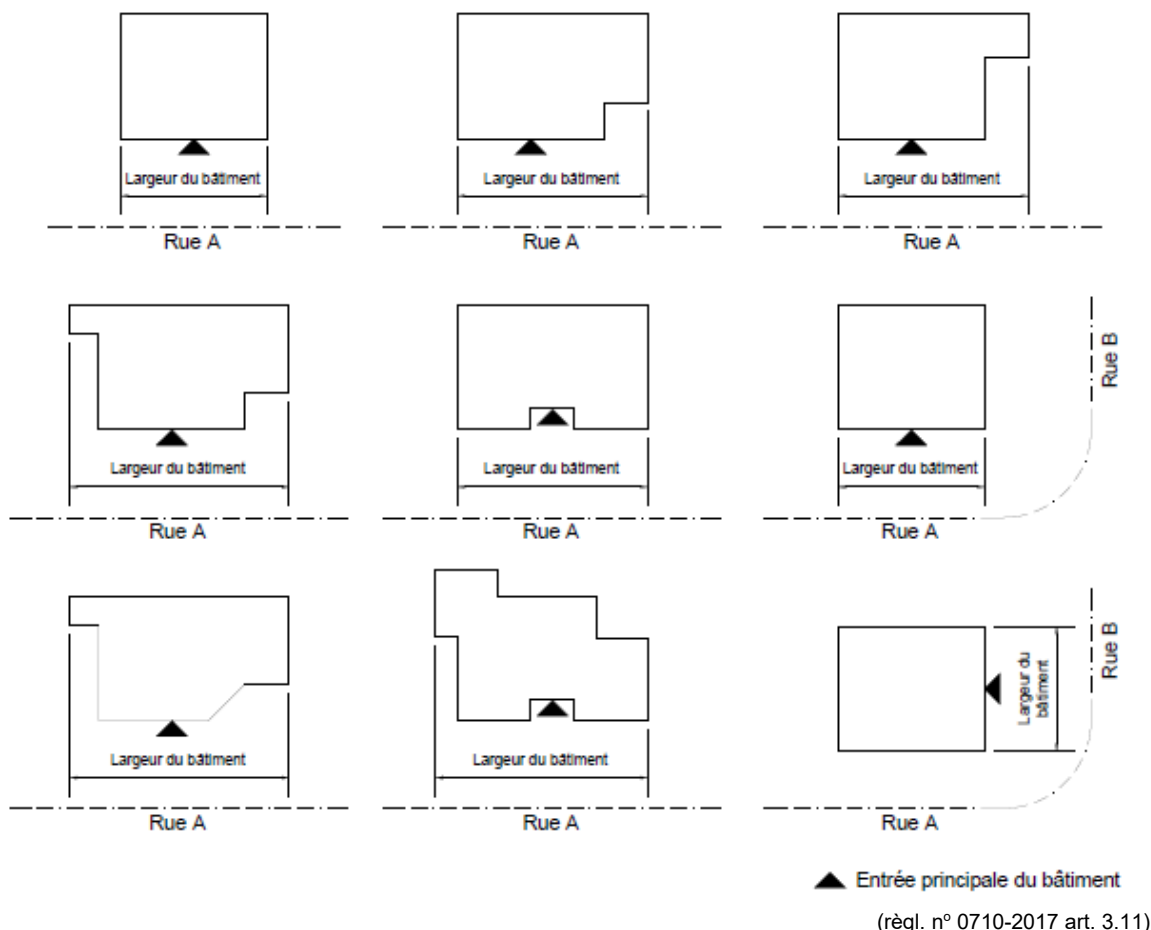 Largeur du bâtiment
Rue A
Largeur du bâtiment
Rue A
Largeur du bâtiment
Rue A
Largeur du bâtiment
Rue A
Largeur du bâtiment
Rue A
Largeur du bâtiment
Rue A
Rue B
Largeur du bâtiment
Rue A
Largeur du bâtiment
Rue A
Largeur du
bâtiment
Rue B
Rue A
Entrée principale du bâtiment
(règl. nº 0710-2017 art. 3.11)